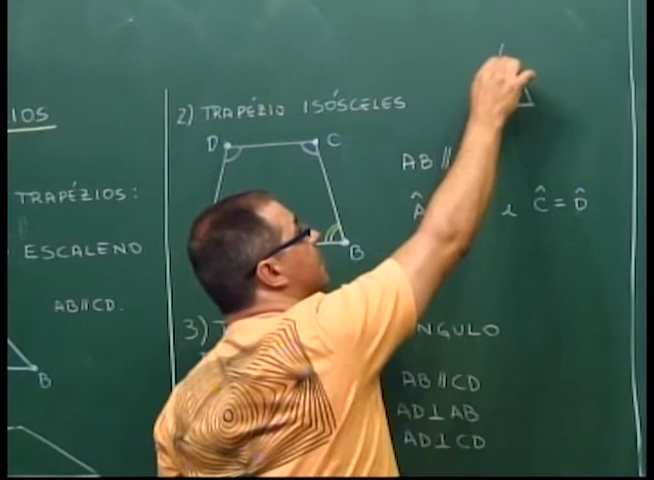 IOS
TRAPÉZIOS:
ESCALENO
AB//CD.
B
2) TRAPÉZIO ISÓSCELES
D C
B
AB//
Â e Ĉ = D̂
3) NGULO
AB//CD
AD⊥AB
AD⊥CD